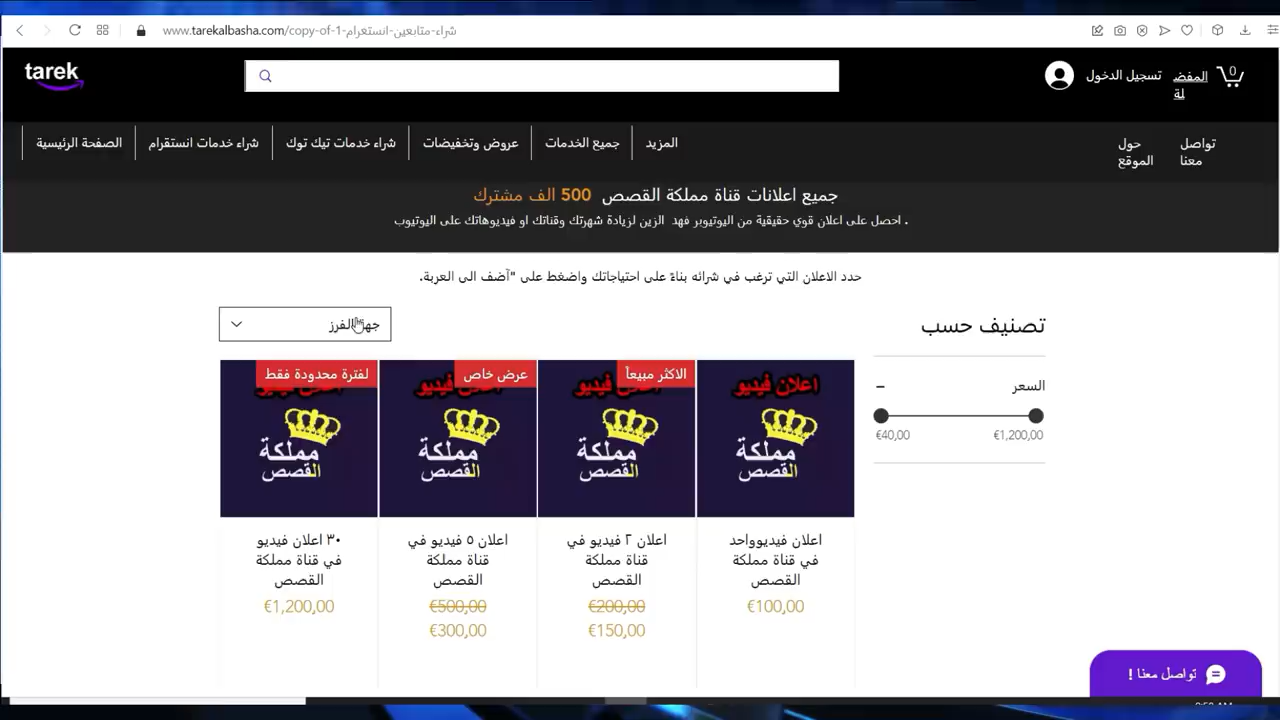 www.tarekalbasha.com/copy-of-1-شراء-متابعين-انستغرام
tarek
0
المفض
لة
تسجيل الدخول
الصفحة الرئيسية
شراء خدمات انستقرام
شراء خدمات تيك توك
عروض وتخفيضات
جميع الخدمات
المزيد
حول
الموقع
تواصل
معنا
جميع اعلانات قناة مملكة القصص 500 الف مشترك
احصل على اعلان قوي حقيقية من اليوتيوبر فهد الزين لزيادة شهرتك وقناتك او فيديوهاتك على اليوتيوب .
حدد الاعلان التي ترغب في شرائه بناءً على احتياجاتك واضغط على "آضف الى العربة.
تصنيف حسب
السعر
€40,00
€1,200,00
اعلان فيديو
مملكة
القصص
اعلان فيديوواحد
في قناة مملكة
القصص
€100,00
الاكثر مبيعاً
مملكة
القصص
اعلان ٢ فيديو في
قناة مملكة
القصص
€200,00
€150,00
عرض خاص
مملكة
القصص
اعلان ٥ فيديو في
قناة مملكة
القصص
€500,00
€300,00
لفترة محدودة فقط
مملكة
القصص
٣٠ اعلان فيديو
في قناة مملكة
القصص
€1,200,00
تواصل معنا !